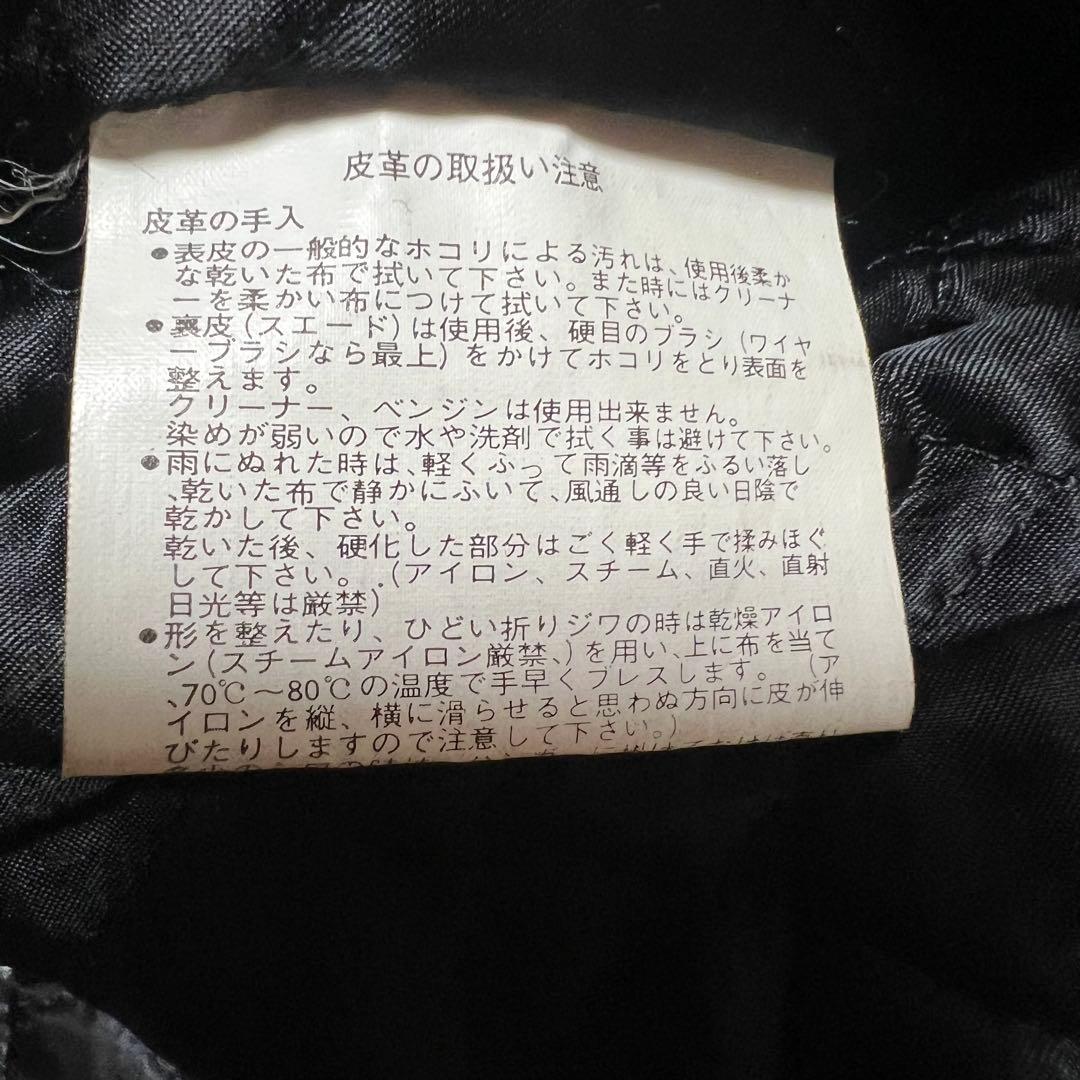 皮革の取扱い注意
皮革の手入
●表皮の一般的なホコリによる汚れは、使用後柔か
な乾いた布で拭いて下さい。また時にはクリーナ
ーを柔かい布につけて拭いて下さい。
●裏皮(スエード)は使用後、硬目のブラシ(ワイヤ
ーブラシなら最上)をかけてホコリをとり表面を
整えます。
クリーナー、ベンジンは使用出来ません。
染めが弱いので水や洗剤で拭く事は避けて下さい。
●雨にぬれた時は、軽くふって雨滴等をふるい落し
、乾いた布で静かにふいて、風通しの良い日陰で
乾かして下さい。
乾いた後、硬化した部分はごく軽く手で揉みほぐ
して下さい。(アイロン、スチーム、直火、直射
日光等は厳禁)
●形を整えたり、ひどい折りジワの時は乾燥アイロ
ン(スチームアイロン厳禁、)を用い、上に布を当て
、70℃～80℃の温度で手早くプレスします。(ア
イロンを縦、横に滑らせると思わぬ方向に皮が伸
びたりしますので注意して下さい。)